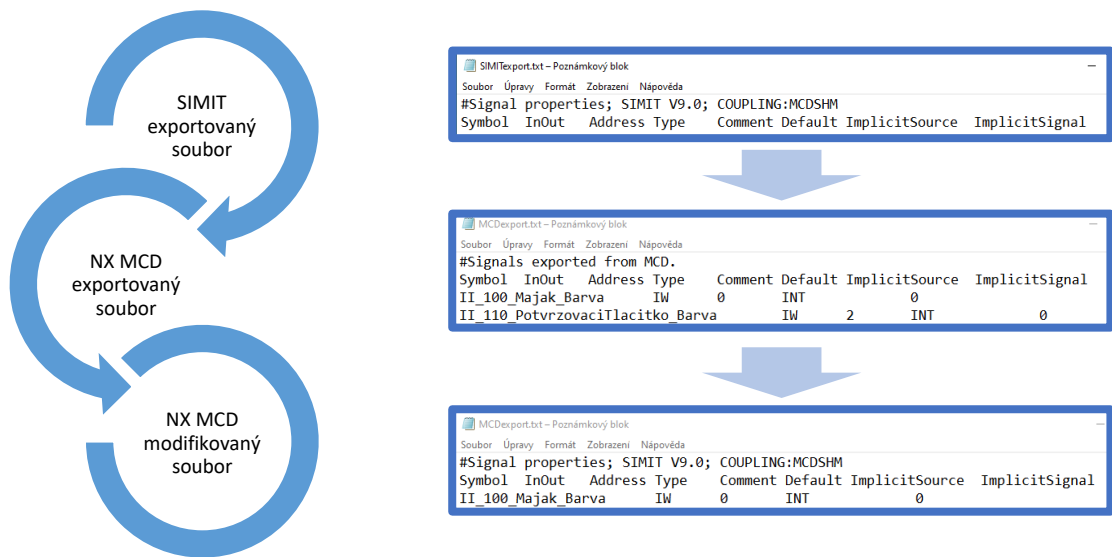 SIMIT
exportovaný
soubor
NX MCD
exportovaný
soubor
NX MCD
modifikovaný
soubor
SIMITexport.txt – Poznámkový blok
Soubor Úpravy Formát Zobrazení Nápověda
#Signal properties; SIMIT V9.0; COUPLING:MCDSHM
Symbol InOut Address Type Comment Default ImplicitSource ImplicitSignal
MCDexport.txt – Poznámkový blok
Soubor Úpravy Formát Zobrazení Nápověda
#Signals exported from MCD.
Symbol InOut Address Type Comment Default ImplicitSource ImplicitSignal
II_100_Majak_Barva IW 0 INT 0
II_110_PotvrzovaciTlacitko_Barva IW 2 INT 0
MCDexport.txt – Poznámkový blok
Soubor Úpravy Formát Zobrazení Nápověda
#Signal properties; SIMIT V9.0; COUPLING:MCDSHM
Symbol InOut Address Type Comment Default ImplicitSource ImplicitSignal
II_100_Majak_Barva IW 0 INT 0